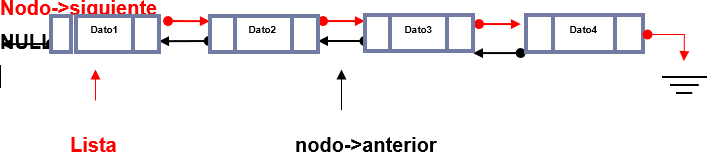 Nodo->siguiente
Dato1 Dato2 Dato3 Dato4
NULL
Lista nodo->anterior